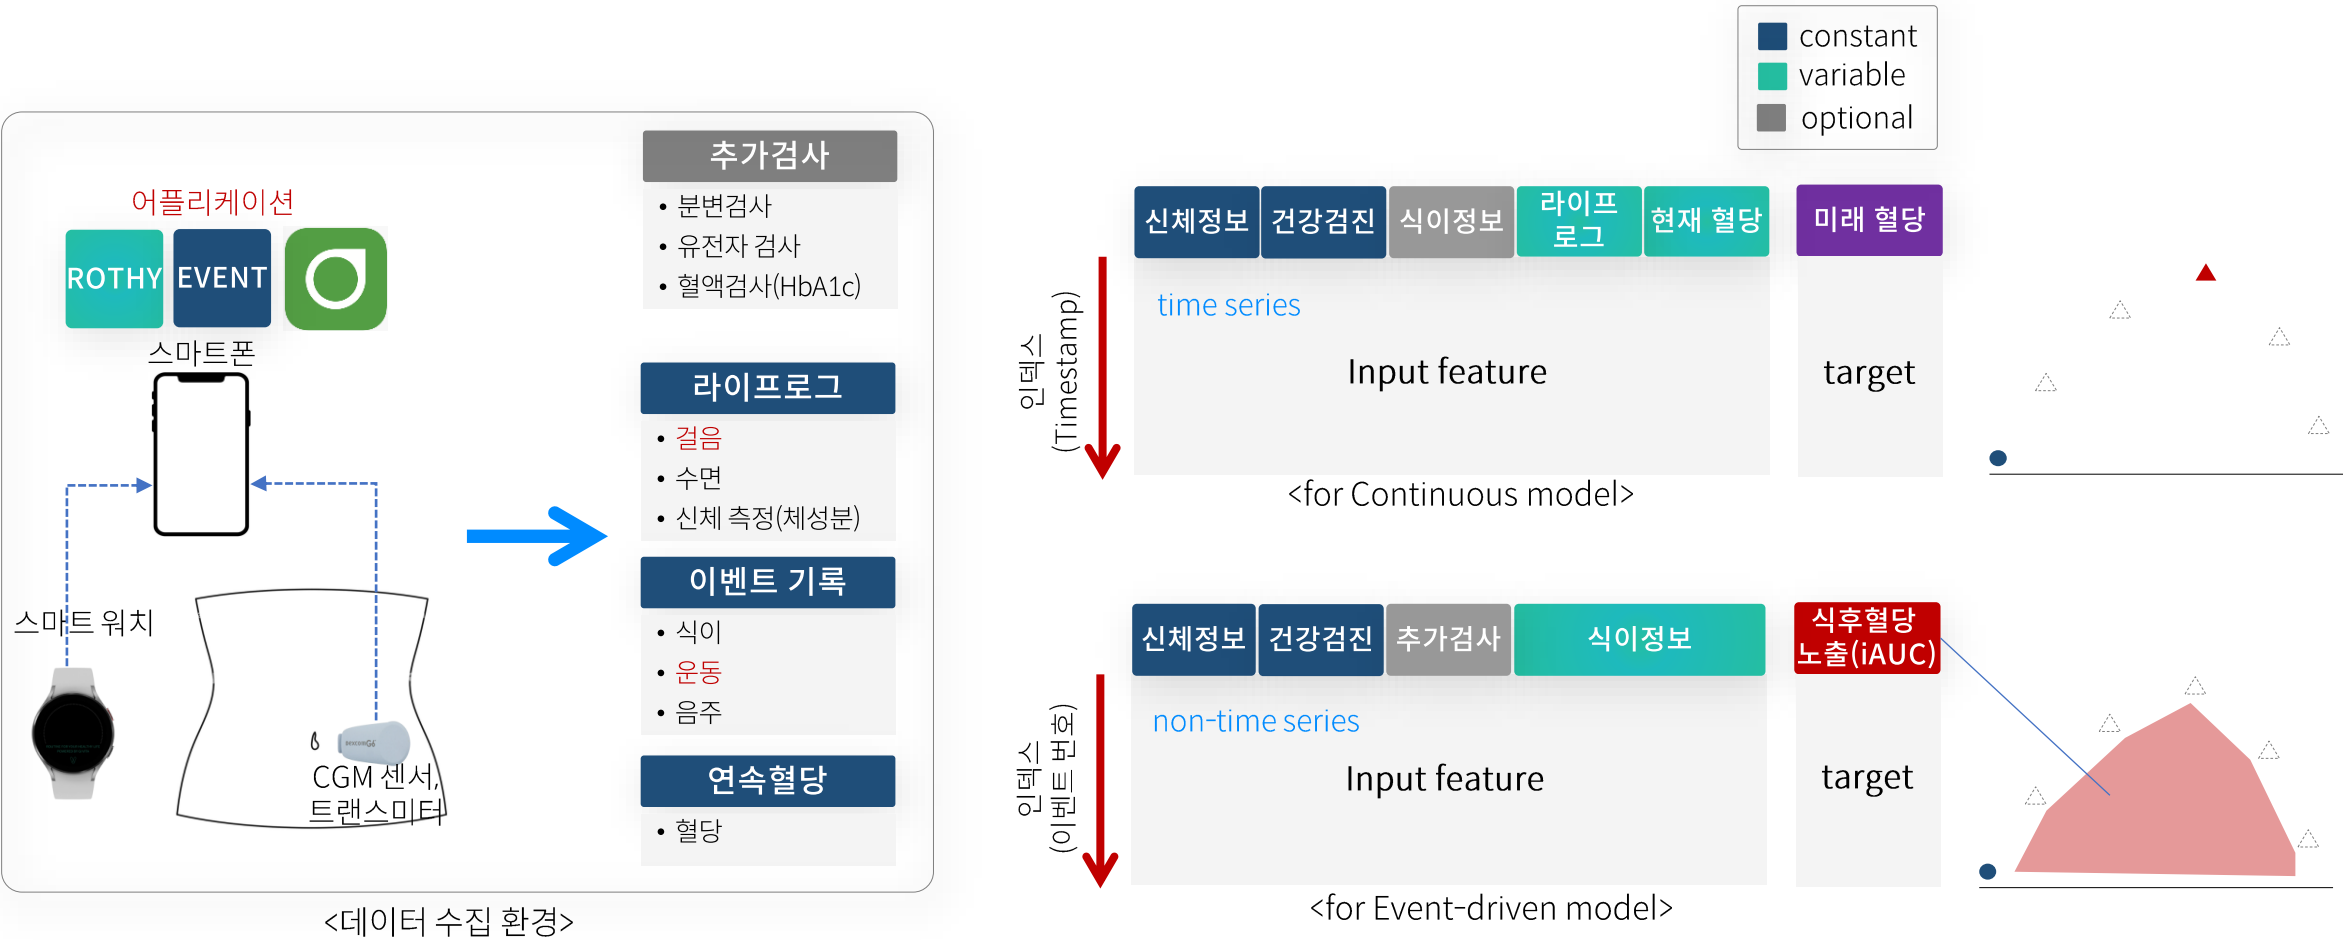 어플리케이션
ROTHY
EVENT
스마트폰
스마트 워치
CGM 센서,
트랜스미터
추가검사
• 분변검사
• 유전자 검사
• 혈액검사(HbA1c)
라이프로그
• 걸음
• 수면
• 신체 측정(체성분)
이벤트 기록
• 식이
• 운동
• 음주
연속혈당
• 혈당
<데이터 수집 환경>
constant
variable
optional
신체정보
건강검진
식이정보
라이프
로그
현재 혈당
미래 혈당
인덱스
(Timestamp)
time series
Input feature
target
<for Continuous model>
신체정보
건강검진
추가검사
식이정보
식후혈당
노출(iAUC)
인덱스
(이벤트 번호)
non-time series
Input feature
target
<for Event-driven model>